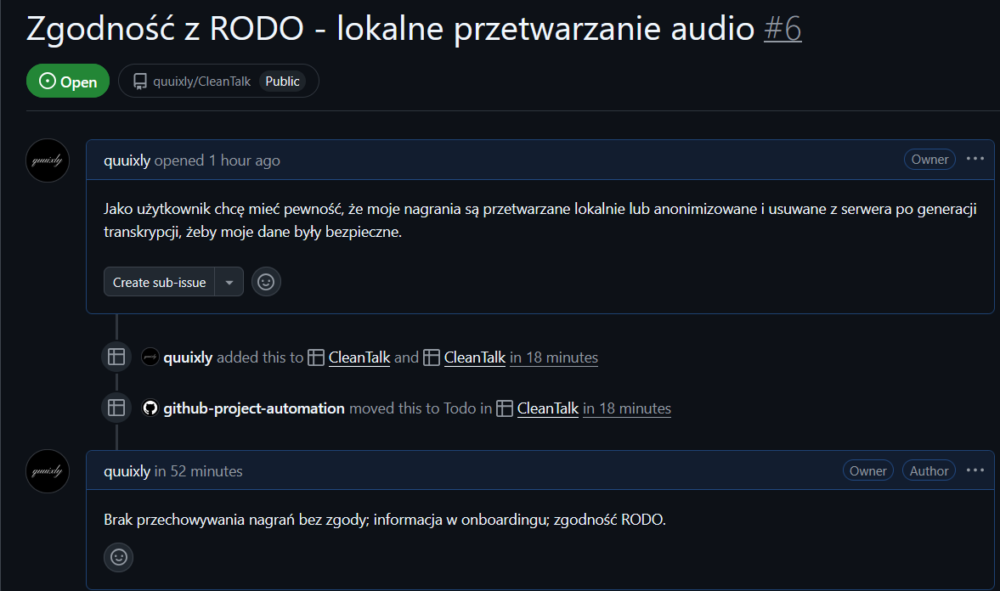 Zgodność z RODO - lokalne przetwarzanie audio #6
Open quuixly/CleanTalk Public
quuixly
quuixly opened 1 hour ago Owner
Jako użytkownik chcę mieć pewność, że moje nagrania są przetwarzane lokalnie lub anonimizowane i usuwane z serwera po generacji
transkrypcji, żeby moje dane były bezpieczne.
Create sub-issue
quuixly added this to CleanTalk and CleanTalk in 18 minutes
github-project-automation moved this to Todo in CleanTalk in 18 minutes
quuixly
quuixly in 52 minutes Owner Author
Brak przechowywania nagrań bez zgody; informacja w onboardingu; zgodność RODO.